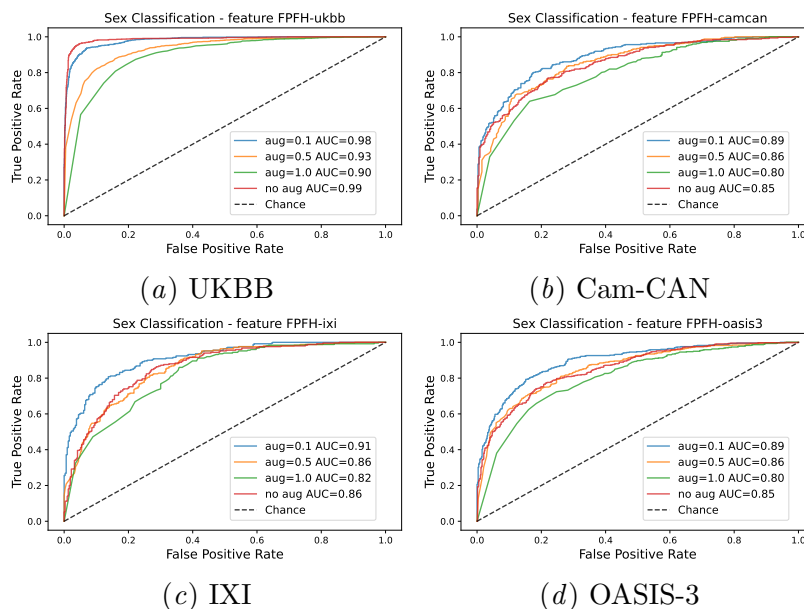 Sex Classification - feature FPFH-ukbb
True Positive Rate
1.0
0.8
0.6
0.4
0.2
0.0
aug=0.1 AUC=0.98
aug=0.5 AUC=0.93
aug=1.0 AUC=0.90
no aug AUC=0.99
Chance
0.0 0.2 0.4 0.6 0.8 1.0
False Positive Rate
(a) UKBB
Sex Classification - feature FPFH-camcan
True Positive Rate
1.0
0.8
0.6
0.4
0.2
0.0
aug=0.1 AUC=0.89
aug=0.5 AUC=0.86
aug=1.0 AUC=0.80
no aug AUC=0.85
Chance
0.0 0.2 0.4 0.6 0.8 1.0
False Positive Rate
(b) Cam-CAN
Sex Classification - feature FPFH-ixi
True Positive Rate
1.0
0.8
0.6
0.4
0.2
0.0
aug=0.1 AUC=0.91
aug=0.5 AUC=0.86
aug=1.0 AUC=0.82
no aug AUC=0.86
Chance
0.0 0.2 0.4 0.6 0.8 1.0
False Positive Rate
(c) IXI
Sex Classification - feature FPFH-oasis3
True Positive Rate
1.0
0.8
0.6
0.4
0.2
0.0
aug=0.1 AUC=0.89
aug=0.5 AUC=0.86
aug=1.0 AUC=0.80
no aug AUC=0.85
Chance
0.0 0.2 0.4 0.6 0.8 1.0
False Positive Rate
(d) OASIS-3